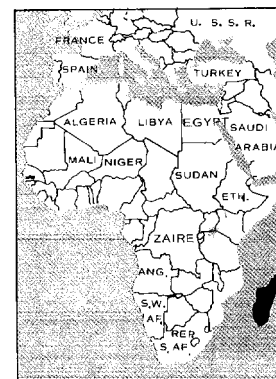 U. S. S. R.
FRANCE
SPAIN
TURKEY
ALGERIA
LIBYA
EGYPT
SAUDI
ARABIA
MALI
NIGER
SUDAN
ETH.
ZAIRE
ANG.
S.W.
AF.
REP.
S. AF.